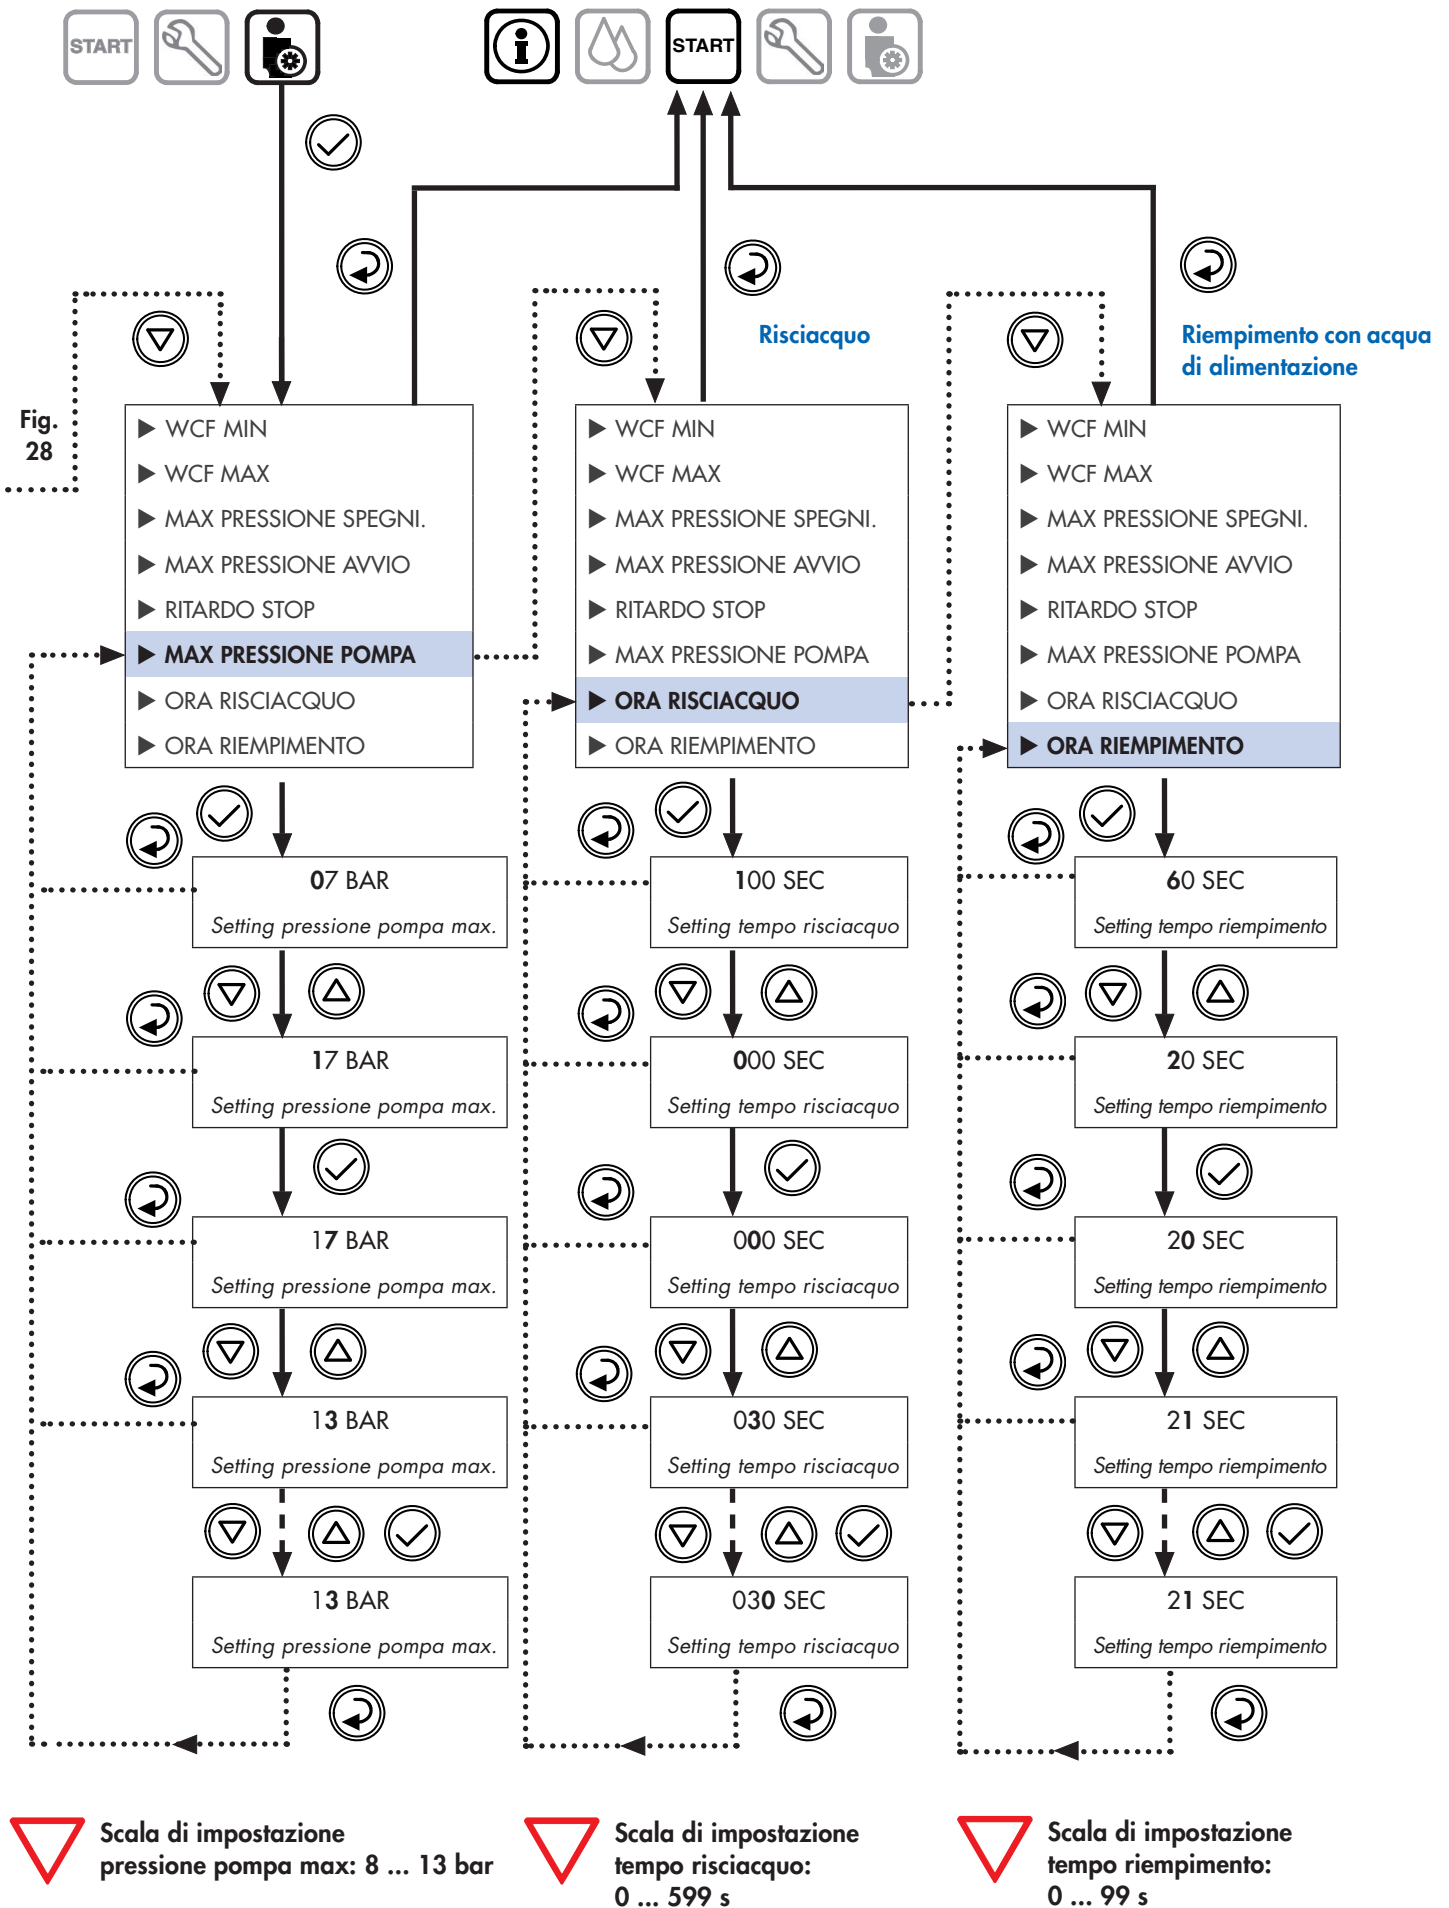 START
START
Risciacquo
Riempimento con acqua
di alimentazione
Fig.
28
WCF MIN
WCF MAX
MAX PRESSIONE SPEGNI.
MAX PRESSIONE AVVIO
RITARDO STOP
MAX PRESSIONE POMPA
ORA RISCIACQUO
ORA RIEMPIMENTO
WCF MIN
WCF MAX
MAX PRESSIONE SPEGNI.
MAX PRESSIONE AVVIO
RITARDO STOP
MAX PRESSIONE POMPA
ORA RISCIACQUO
ORA RIEMPIMENTO
WCF MIN
WCF MAX
MAX PRESSIONE SPEGNI.
MAX PRESSIONE AVVIO
RITARDO STOP
MAX PRESSIONE POMPA
ORA RISCIACQUO
ORA RIEMPIMENTO
07 BAR
Setting pressione pompa max.
17 BAR
Setting pressione pompa max.
17 BAR
Setting pressione pompa max.
13 BAR
Setting pressione pompa max.
13 BAR
Setting pressione pompa max.
100 SEC
Setting tempo risciacquo
000 SEC
Setting tempo risciacquo
000 SEC
Setting tempo risciacquo
030 SEC
Setting tempo risciacquo
030 SEC
Setting tempo risciacquo
60 SEC
Setting tempo riempimento
20 SEC
Setting tempo riempimento
20 SEC
Setting tempo riempimento
21 SEC
Setting tempo riempimento
21 SEC
Setting tempo riempimento
Scala di impostazione
pressione pompa max: 8 ... 13 bar
Scala di impostazione
tempo risciacquo:
0 ... 599 s
Scala di impostazione
tempo riempimento:
0 ... 99 s